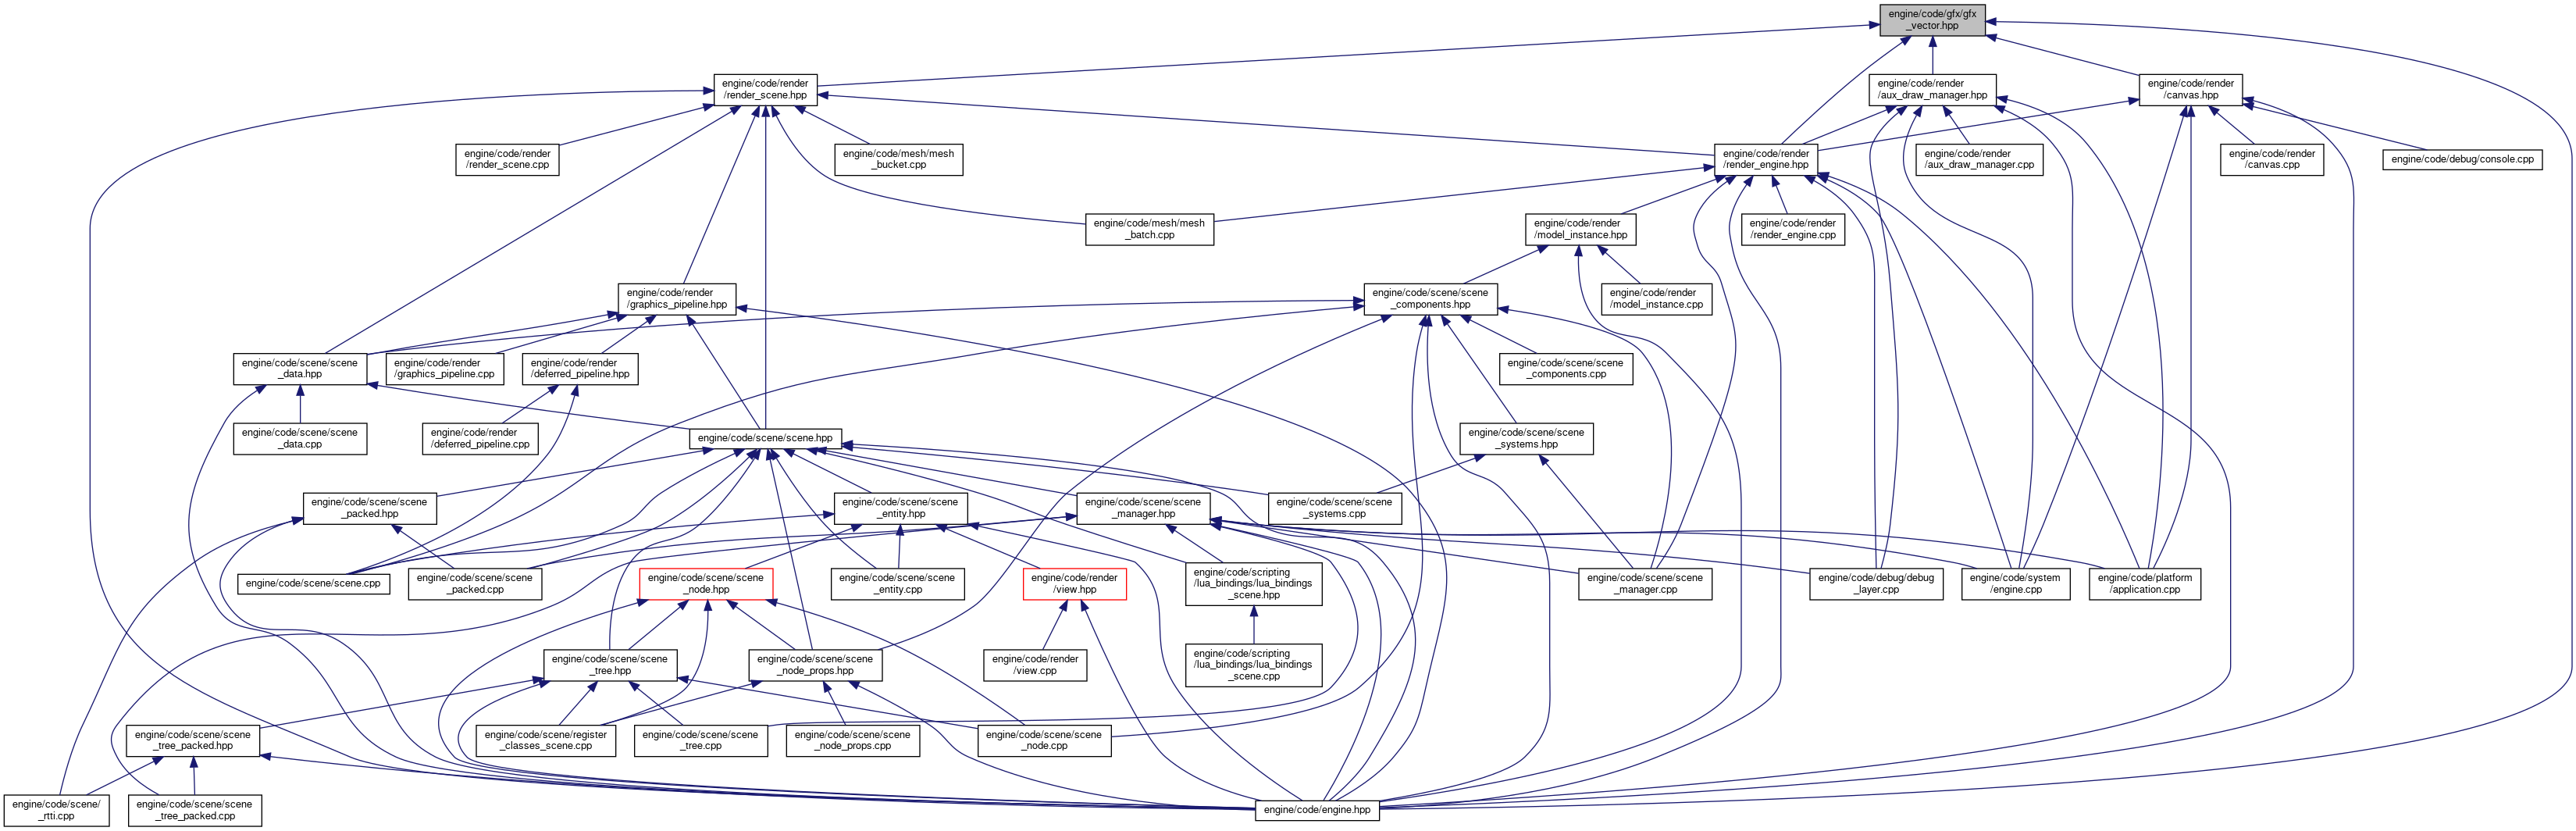 engine/code/gfx/gfx
_vector.hpp
engine/code/render
/render_scene.hpp
engine/code/render
/aux_draw_manager.hpp
engine/code/render
/canvas.hpp
engine/code/render
/render_scene.cpp
engine/code/mesh/mesh
_bucket.cpp
engine/code/render
/render_engine.hpp
engine/code/render
/aux_draw_manager.cpp
engine/code/render
/canvas.cpp
engine/code/debug/console.cpp
engine/code/mesh/mesh
_batch.cpp
engine/code/render
/model_instance.hpp
engine/code/render
/render_engine.cpp
engine/code/render
/graphics_pipeline.hpp
engine/code/scene/scene
_components.hpp
engine/code/render
/model_instance.cpp
engine/code/scene/scene
_data.hpp
engine/code/render
/graphics_pipeline.cpp
engine/code/render
/deferred_pipeline.hpp
engine/code/scene/scene
_components.cpp
engine/code/scene/scene
_data.cpp
engine/code/render
/deferred_pipeline.cpp
engine/code/scene/scene.hpp
engine/code/scene/scene
_systems.hpp
engine/code/scene/scene
_packed.hpp
engine/code/scene/scene
_entity.hpp
engine/code/scene/scene
_manager.hpp
engine/code/scene/scene
_systems.cpp
engine/code/scene/scene.cpp
engine/code/scene/scene
_packed.cpp
engine/code/scene/scene
_node.hpp
engine/code/scene/scene
_entity.cpp
engine/code/render
/view.hpp
engine/code/scripting
/lua_bindings/lua_bindings
_scene.hpp
engine/code/scene/scene
_manager.cpp
engine/code/debug/debug
_layer.cpp
engine/code/system
/engine.cpp
engine/code/platform
/application.cpp
engine/code/scene/scene
_tree.hpp
engine/code/scene/scene
_node_props.hpp
engine/code/render
/view.cpp
engine/code/scripting
/lua_bindings/lua_bindings
_scene.cpp
engine/code/scene/scene
_tree_packed.hpp
engine/code/scene/register
_classes_scene.cpp
engine/code/scene/scene
_tree.cpp
engine/code/scene/scene
_node_props.cpp
engine/code/scene/scene
_node.cpp
engine/code/scene/
_rtti.cpp
engine/code/scene/scene
_tree_packed.cpp
engine/code/engine.hpp